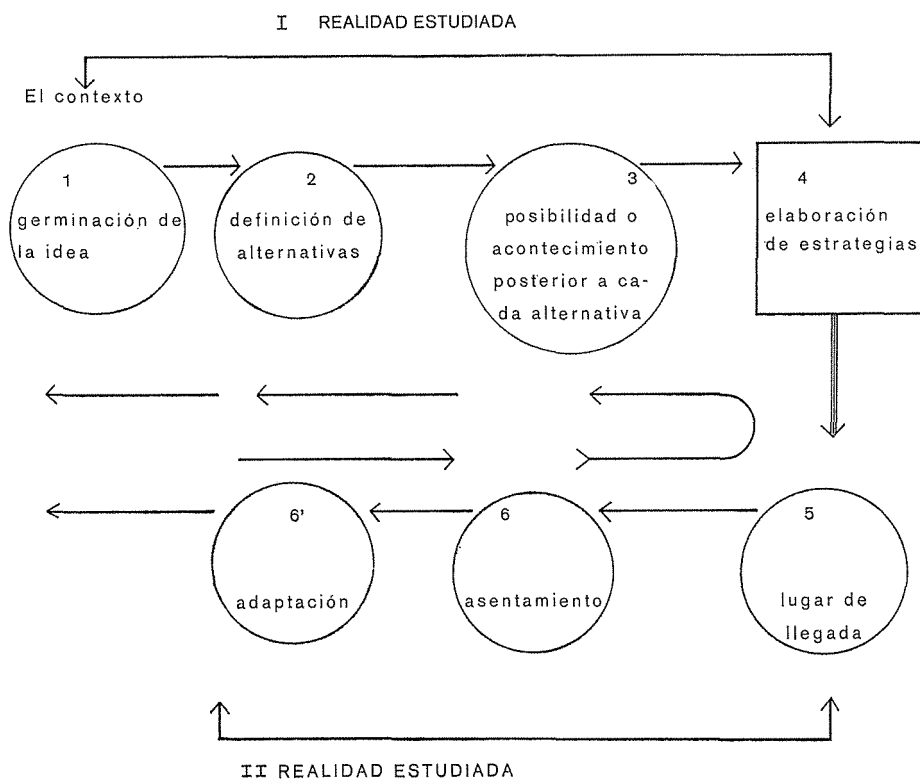 I REALIDAD ESTUDIADA
El contexto
1
germinación de
la idea
2
definición de
alternativas
3
posibilidad o
acontecimiento
posterior a ca-
da alternativa
4
elaboración
de estrategias
6'
adaptación
6
asentamiento
5
lugar de
llegada
II REALIDAD ESTUDIADA